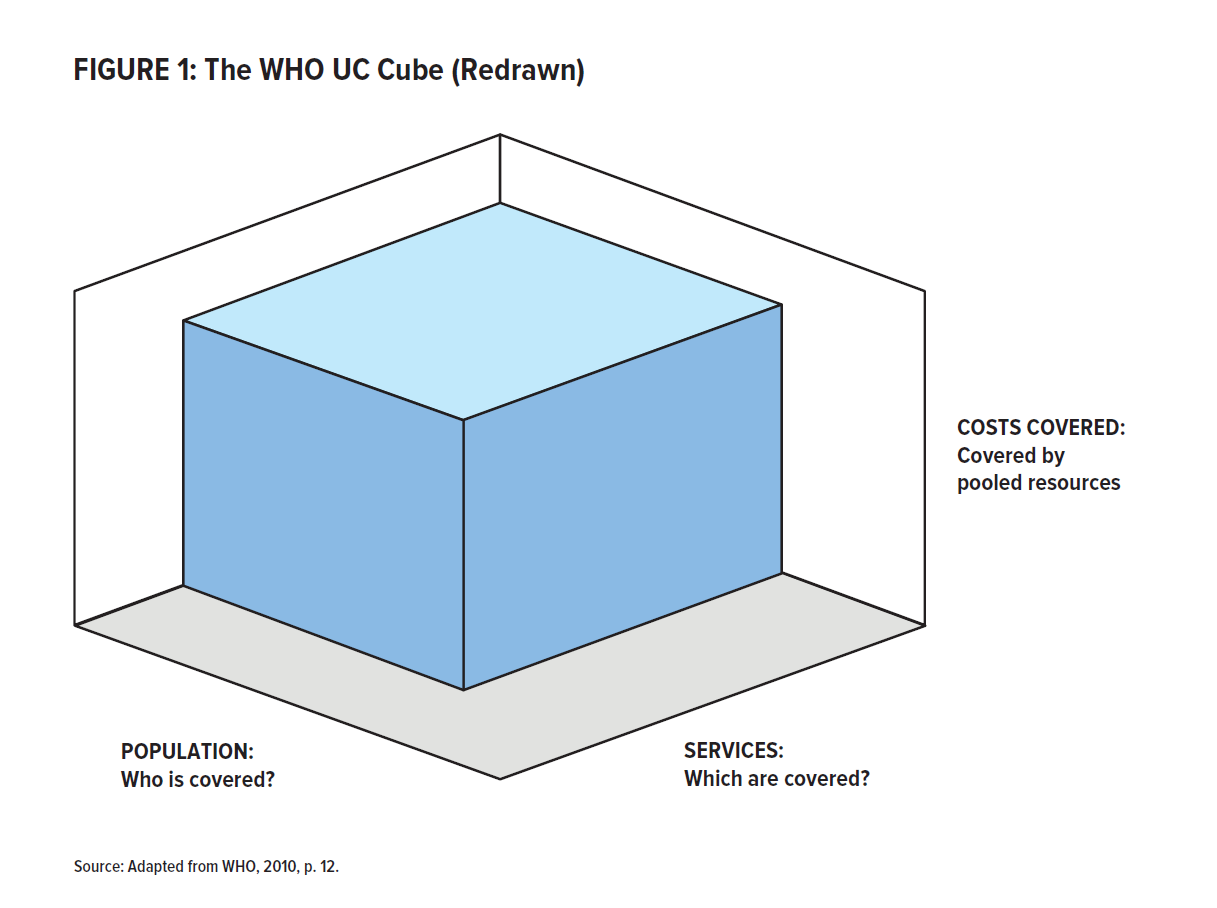 FIGURE 1: The WHO UC Cube (Redrawn)
COSTS COVERED:
Covered by
pooled resources
POPULATION:
Who is covered?
SERVICES:
Which are covered?
Source: Adapted from WHO, 2010, p. 12.